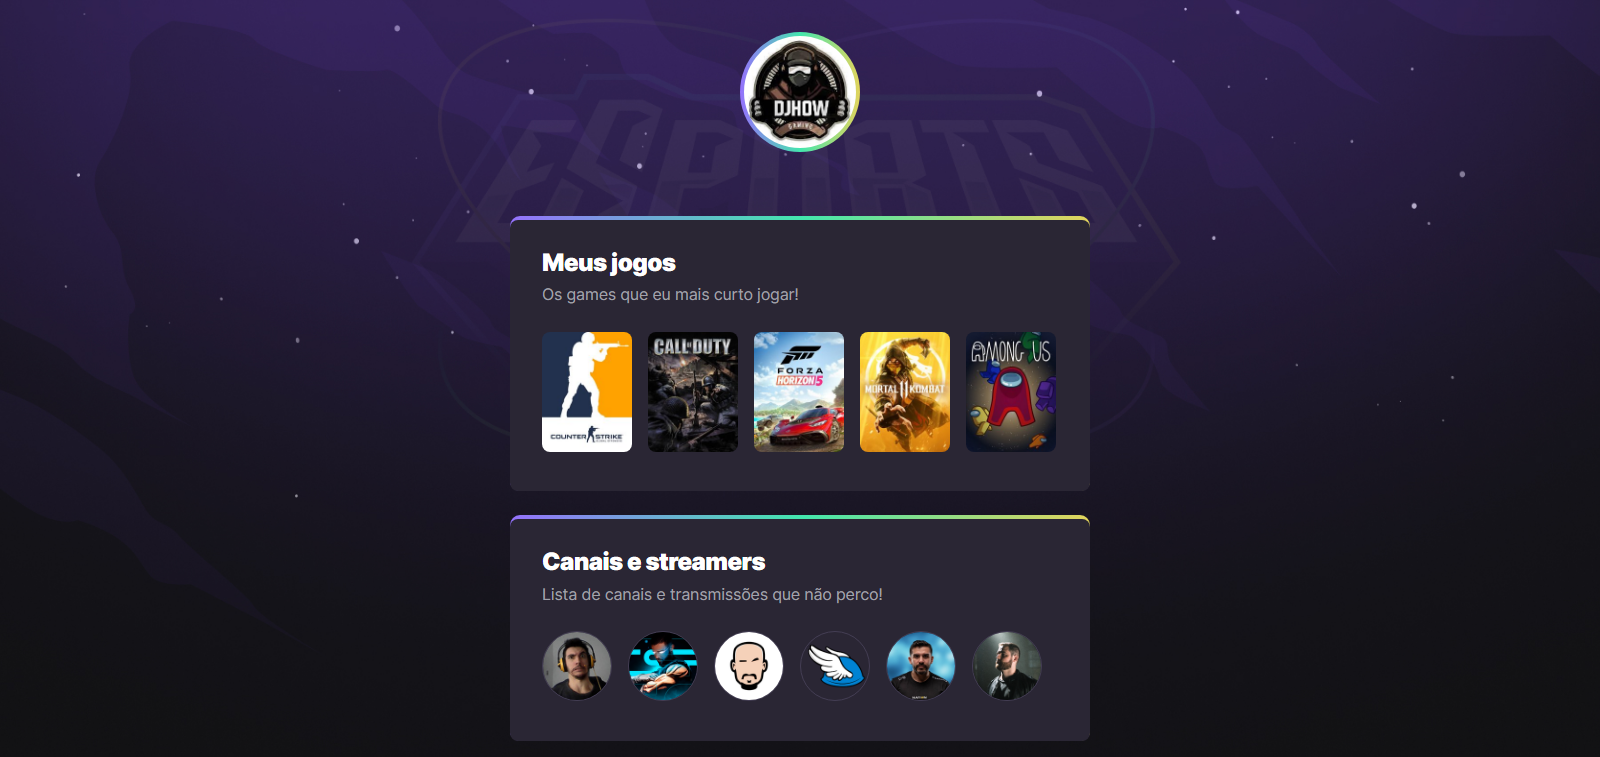 ESPORTS
DJHOW
GAMING
Meus jogos
Os games que eu mais curto jogar!
COUNTER STRIKE
CALL OF DUTY
FORZA
HORIZON 5
MORTAL 11 KOMBAT
AMONG US
Canais e streamers
Lista de canais e transmissões que não perco!